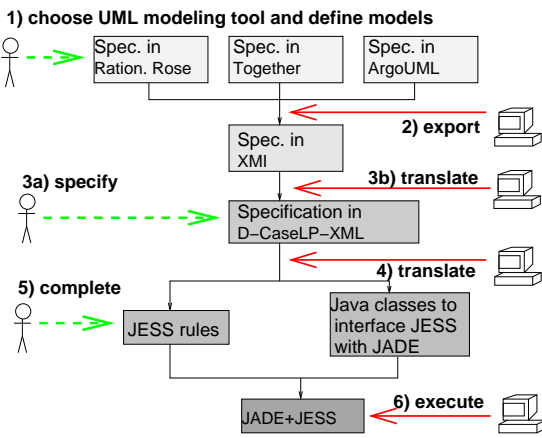 1) choose UML modeling tool and define models
Spec. in
Ration. Rose
Spec. in
Together
Spec. in
ArgoUML
2) export
Spec. in
XMI
3a) specify
3b) translate
Specification in
D−CaseLP−XML
4) translate
5) complete
JESS rules
Java classes to
interface JESS
with JADE
6) execute
JADE+JESS